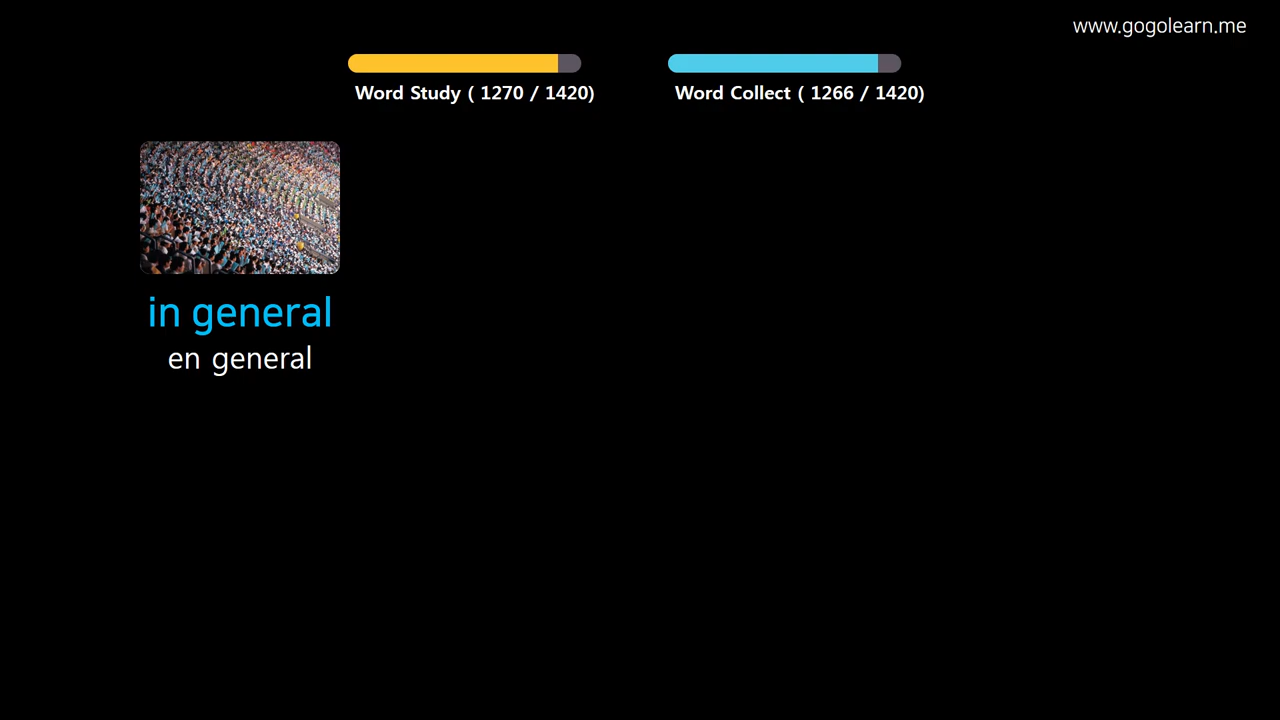 www.gogolearn.me
Word Study ( 1270 / 1420)
Word Collect ( 1266 / 1420)
in general
en general